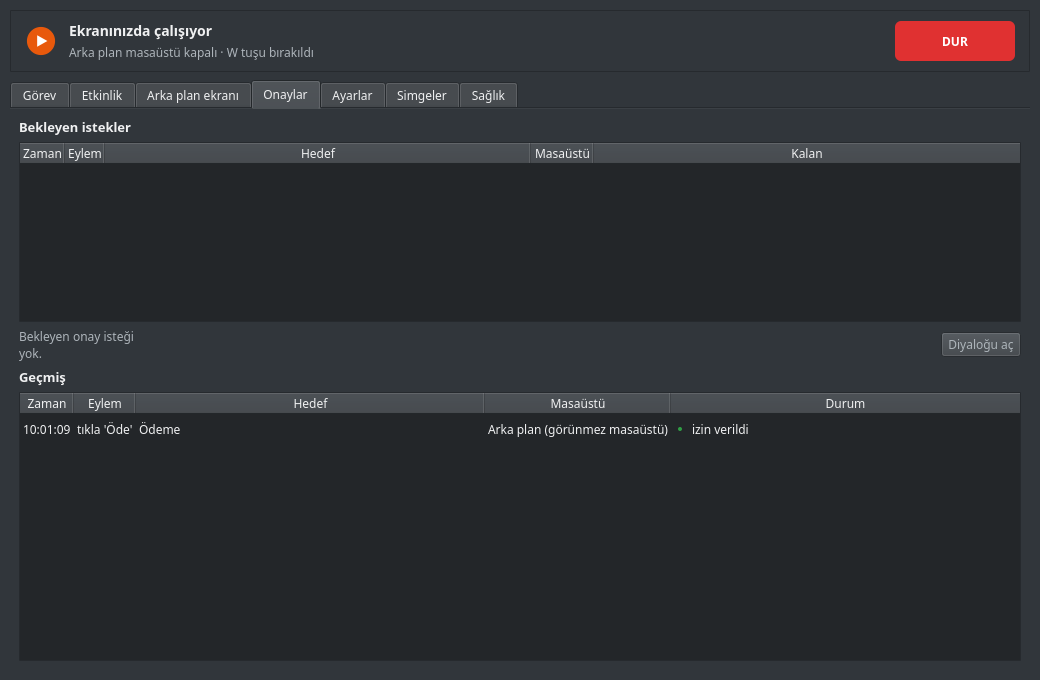 Ekranınızda çalışıyor
Arka plan masaüstü kapalı · W tuşu bırakıldı
DUR
Görev Etkinlik Arka plan ekranı Onaylar Ayarlar Simgeler Sağlık
Bekleyen istekler
Zaman Eylem Hedef Masaüstü Kalan
Bekleyen onay isteği
yok.
Diyaloğu aç
Geçmiş
Zaman Eylem Hedef Masaüstü Durum
10:01:09 tıkla 'Öde' Ödeme Arka plan (görünmez masaüstü) izin verildi